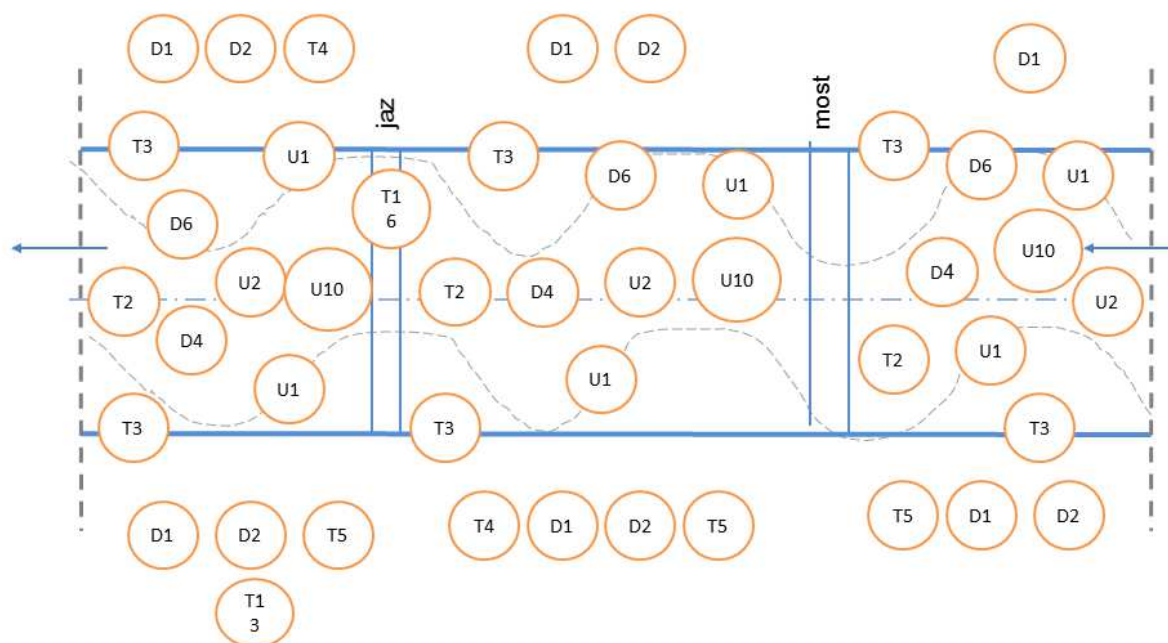 D1 D2 T4 D1 D2 D1
jaz most
T3 U1 T3 T3
D6 U1 D6 U1
T1
6
D6
U10
D4
U2 U10 T2 D4 U2 U10 U2
T2
D4
U1 T2
U1 U1
T3 T3 T3
T4 D1 D2 T5 T5 D1 D2
D1 D2 T5
T1
3